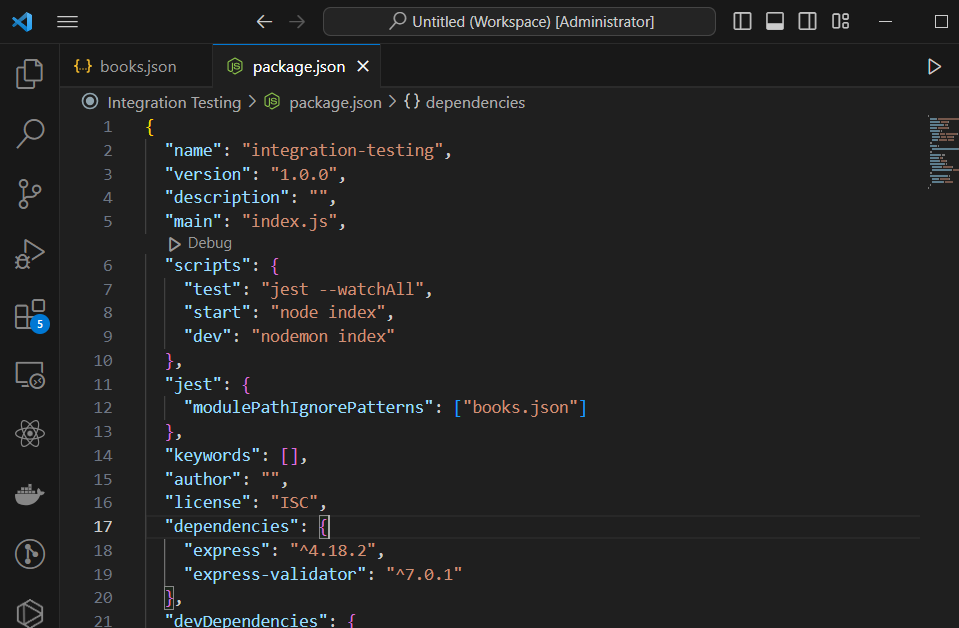 Untitled (Workspace) [Administrator]
books.json
package.json
Integration Testing > package.json > {} dependencies
1 {
2 "name": "integration-testing",
3 "version": "1.0.0",
4 "description": "",
5 "main": "index.js",
Debug
6 "scripts": {
7 "test": "jest --watchAll",
8 "start": "node index",
9 "dev": "nodemon index"
10 },
11 "jest": {
12 "modulePathIgnorePatterns": ["books.json"]
13 },
14 "keywords": [],
15 "author": "",
16 "license": "ISC",
17 "dependencies": {
18 "express": "^4.18.2",
19 "express-validator": "^7.0.1"
20 },
21 "devDependencies": {
5